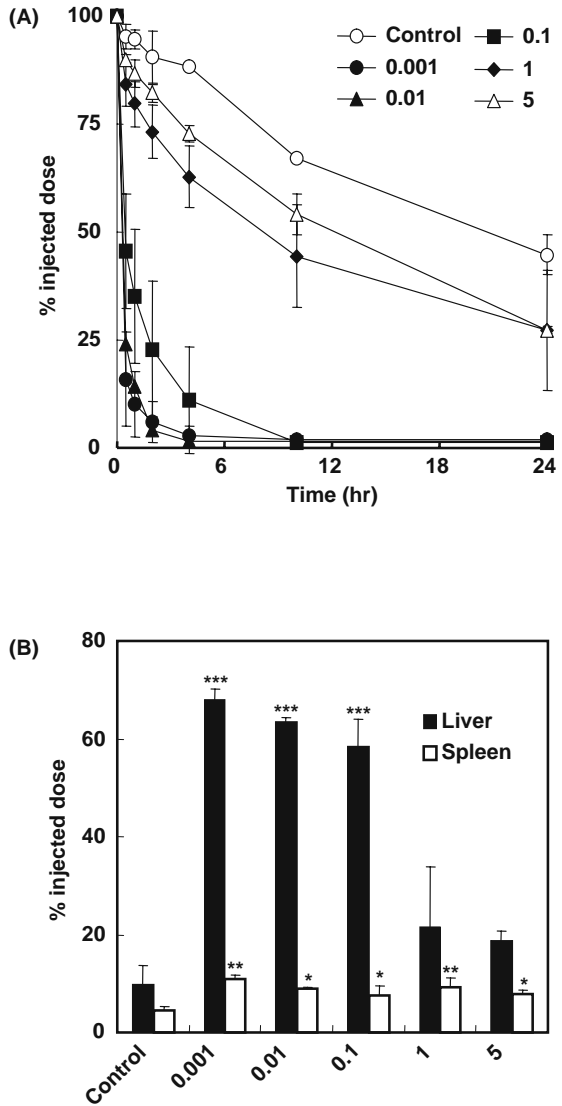 (A)
100
75
50
25
0
% injected dose
Control
0.001
0.01
0.1
1
5
0 6 12 18 24
Time (hr)
(B)
80
60
40
20
0
% injected dose
*** *** ***
** * * ** *
Liver
Spleen
Control 0.001 0.01 0.1 1 5